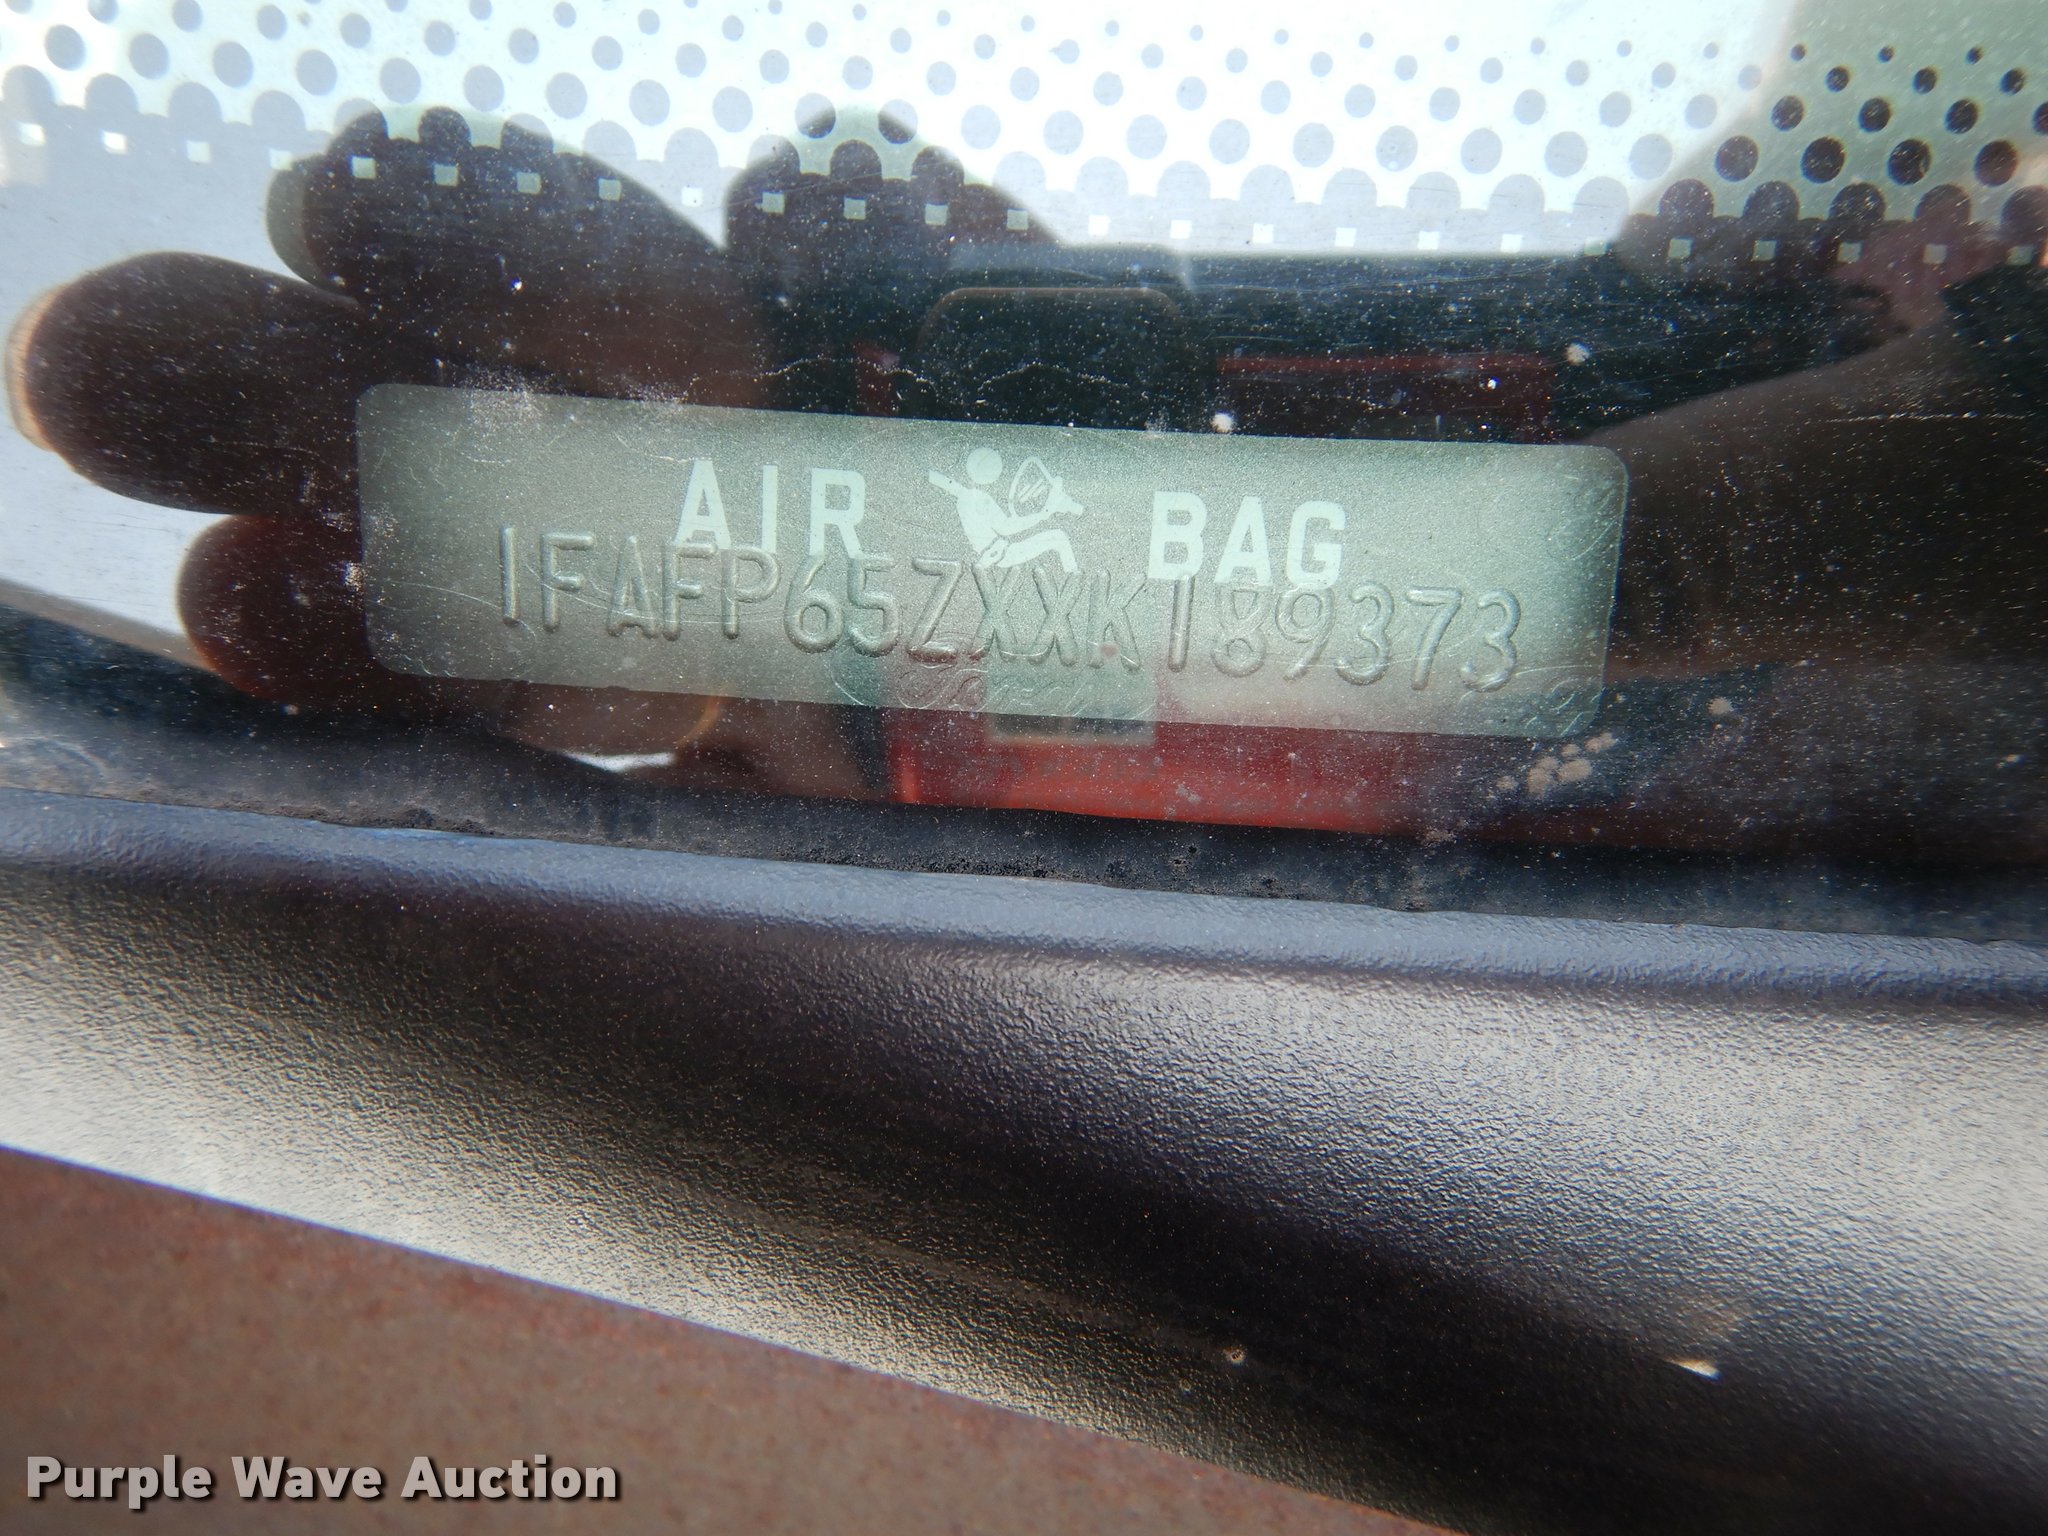 AIR BAG
1FAFP65ZXXK189373
Purple Wave Auction